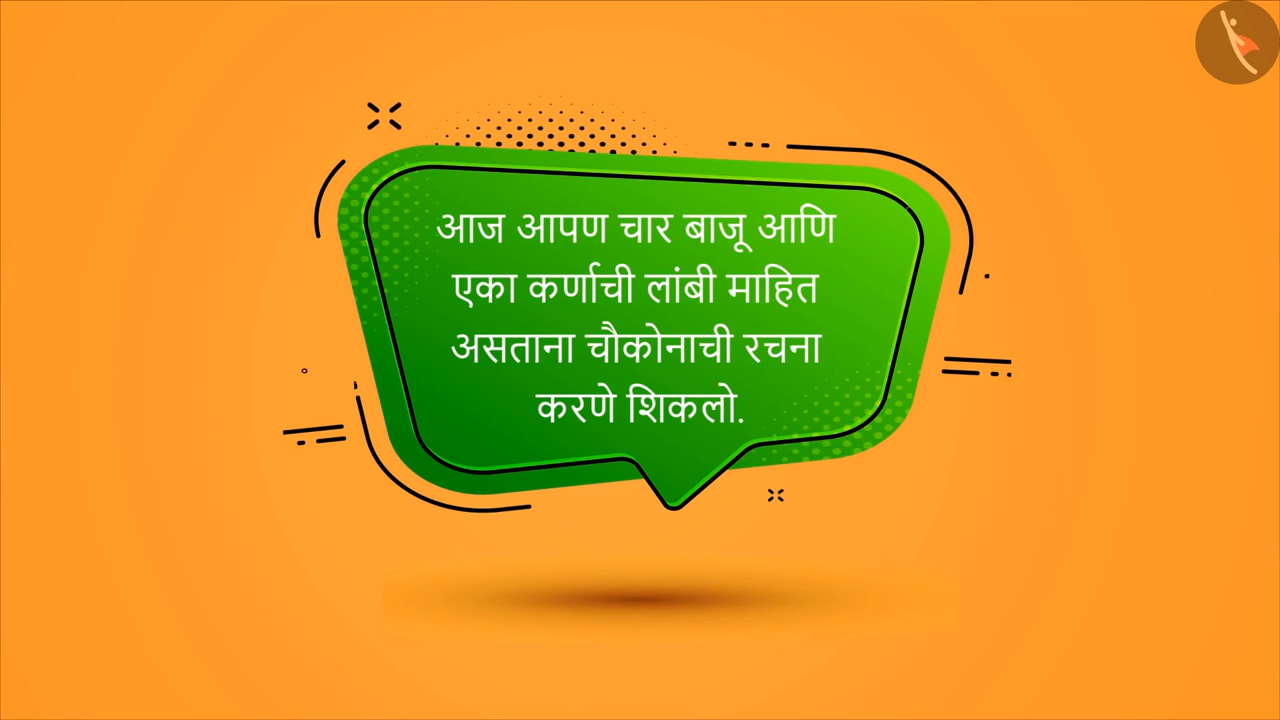 आज आपण चार बाजू आणि
एका कर्णाची लांबी माहित
असताना चौकोनाची रचना
करणे शिकलो.